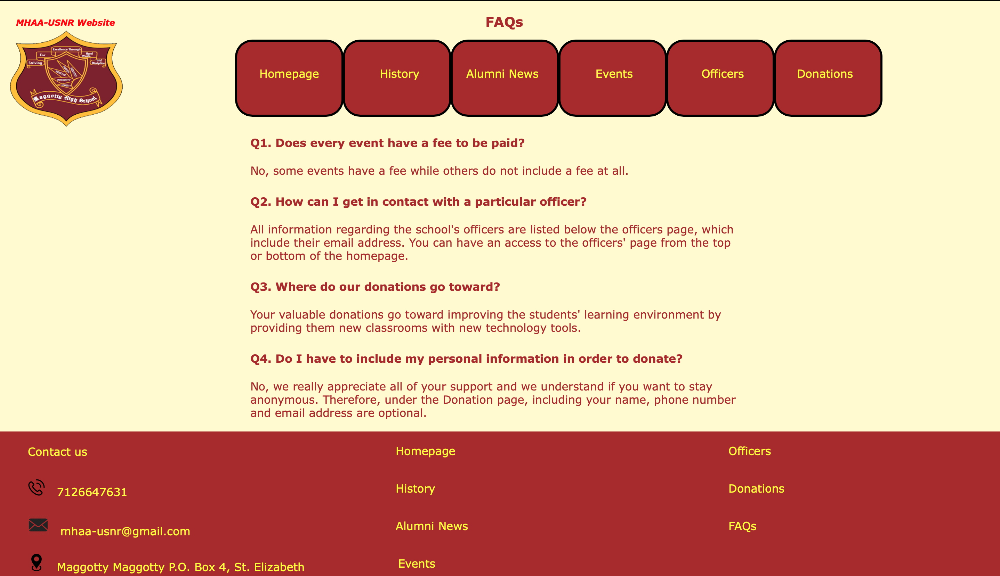 MHAA-USNR Website
FAQs
Excellence Through
For
Hard
Work.
Striving
and
Discipline
PRAYER
INDUSTRY
RESOLVE
INTEGRITY
HONESTY
Maggotty High School
Homepage
History
Alumni News
Events
Officers
Donations
Q1. Does every event have a fee to be paid?
No, some events have a fee while others do not include a fee at all.
Q2. How can I get in contact with a particular officer?
All information regarding the school's officers are listed below the officers page, which
include their email address. You can have an access to the officers' page from the top
or bottom of the homepage.
Q3. Where do our donations go toward?
Your valuable donations go toward improving the students' learning environment by
providing them new classrooms with new technology tools.
Q4. Do I have to include my personal information in order to donate?
No, we really appreciate all of your support and we understand if you want to stay
anonymous. Therefore, under the Donation page, including your name, phone number
and email address are optional.
Contact us
7126647631
mhaa-usnr@gmail.com
Maggotty Maggotty P.O. Box 4, St. Elizabeth
Homepage
History
Alumni News
Events
Officers
Donations
FAQs